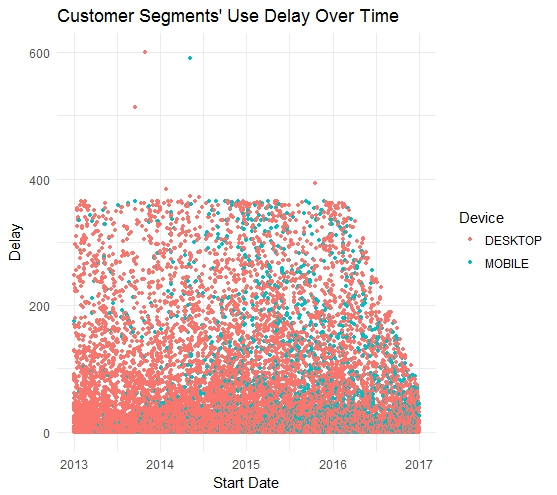 Customer Segments' Use Delay Over Time
600
400
200
0
Delay
2013
2014
2015
2016
2017
Start Date
Device
DESKTOP
MOBILE